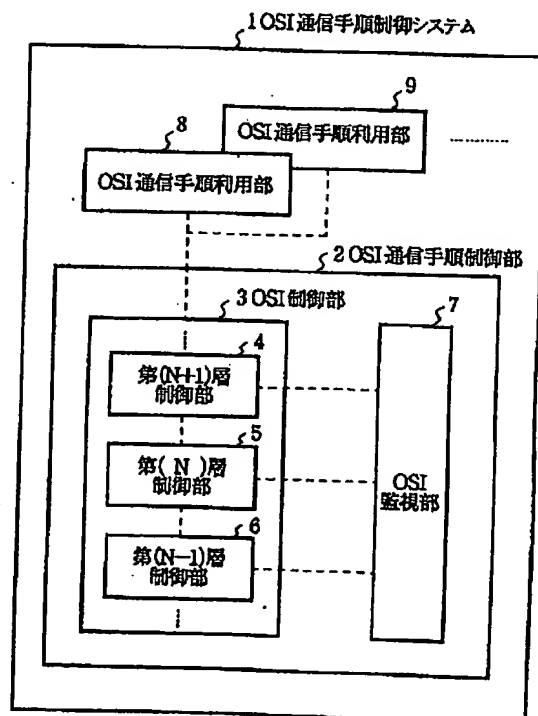 1 OSI通信手順制御システム
9
OSI通信手順利用部
8
OSI通信手順利用部
2 OSI通信手順制御部
3 OSI制御部
7
4
第(N+1)層
制御部
5
第( N )層
制御部
OSI
監視部
6
第(N-1)層
制御部